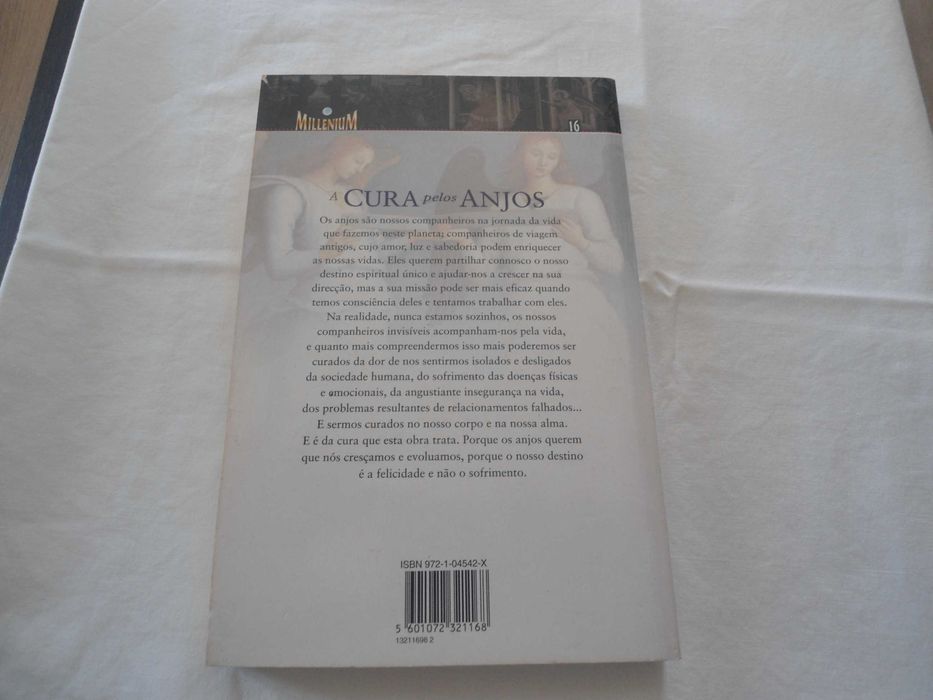 MILLENIUM
16
A CURA pelos ANJOS
Os anjos são nossos companheiros na jornada da vida
que fazemos neste planeta; companheiros de viagem
antigos, cujo amor, luz e sabedoria podem enriquecer
as nossas vidas. Eles querem partilhar connosco o nosso
destino espiritual único e ajudar-nos a crescer na sua
direcção, mas a sua missão pode ser mais eficaz quando
temos consciência deles e tentamos trabalhar com eles.
Na realidade, nunca estamos sozinhos, os nossos
companheiros invisíveis acompanham-nos pela vida,
e quanto mais compreendermos isso mais poderemos ser
curados da dor de nos sentirmos isolados e desligados
da sociedade humana, do sofrimento das doenças físicas
e emocionais, da angustiante insegurança na vida,
dos problemas resultantes de relacionamentos falhados...
E sermos curados no nosso corpo e na nossa alma.
E é da cura que esta obra trata. Porque os anjos querem
que nós cresçamos e evoluamos, porque o nosso destino
é a felicidade e não o sofrimento.
ISBN 972-1-04542-X
5 601072 321168
13211698 2